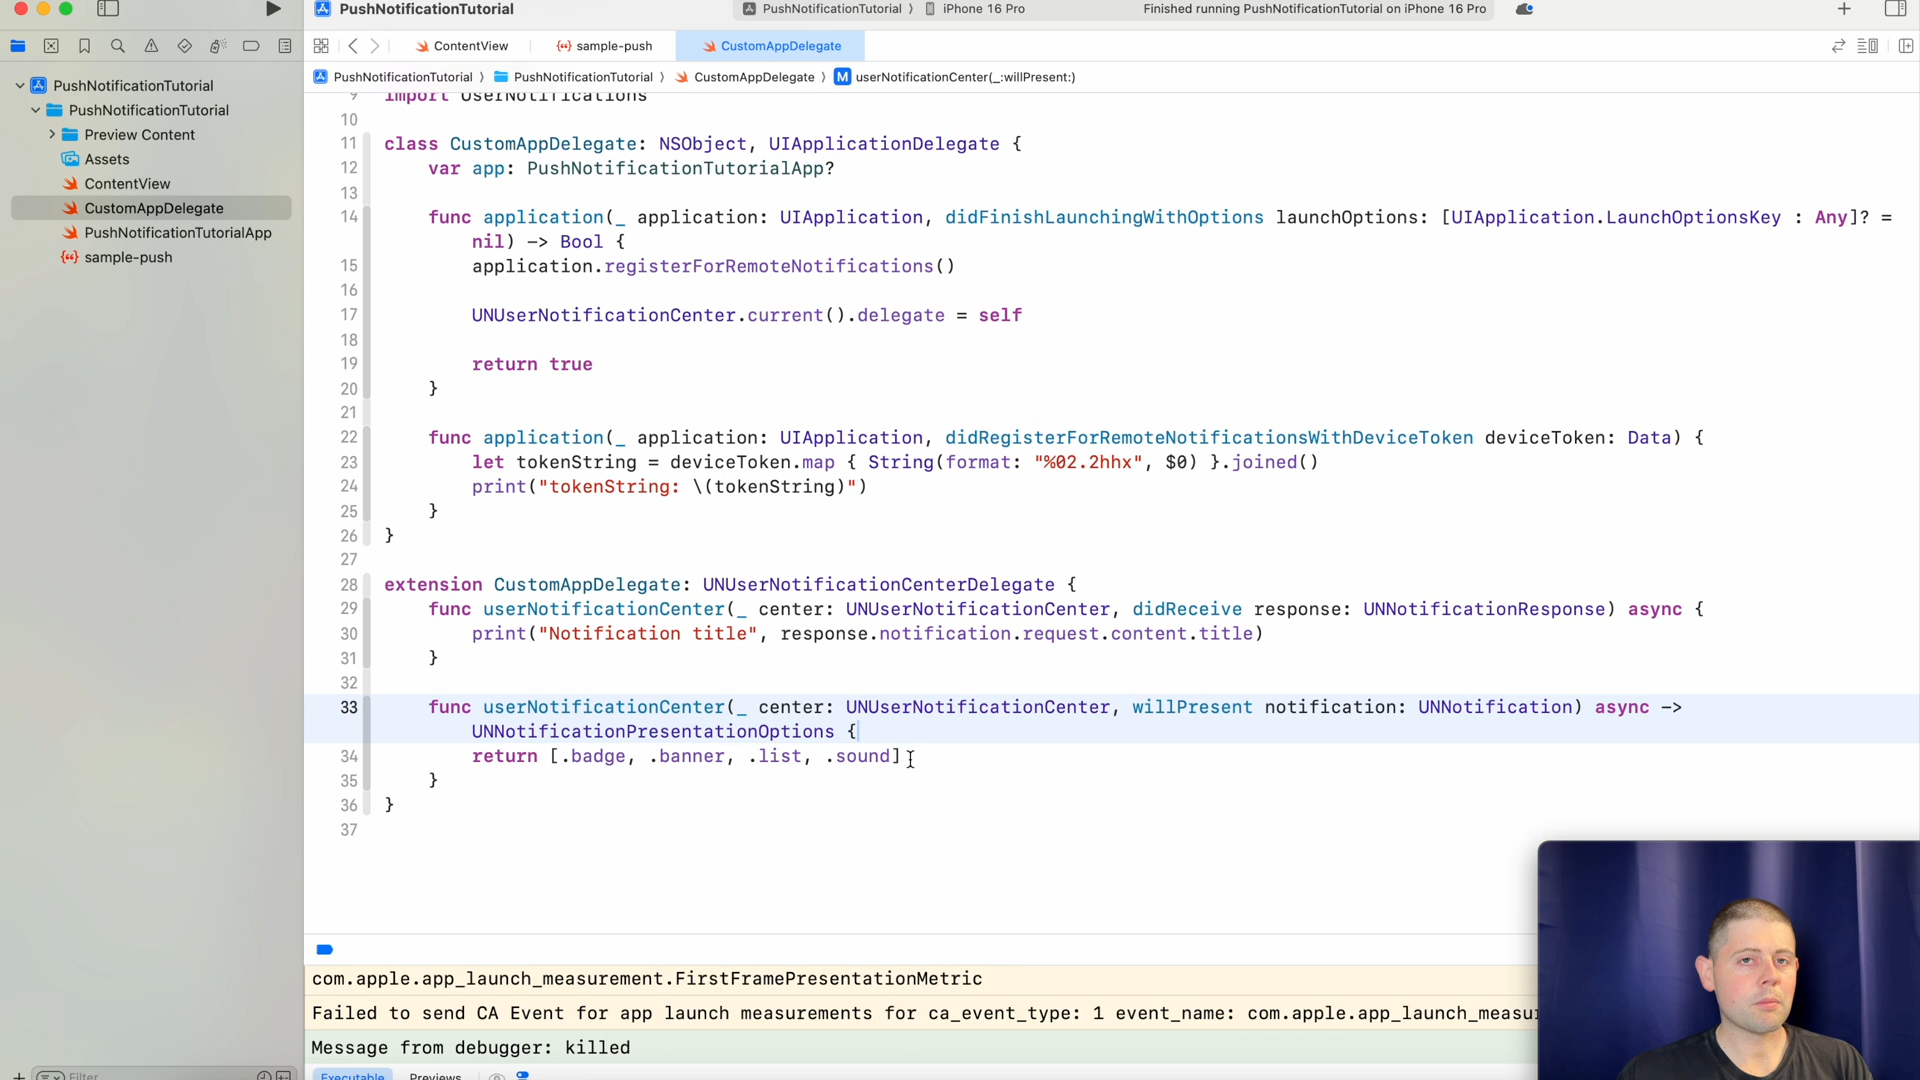 PushNotificationTutorial
PushNotificationTutorial 〉 iPhone 16 Pro
Finished running PushNotificationTutorial on iPhone 16 Pro
ContentView
sample-push
CustomAppDelegate
PushNotificationTutorial 〉 PushNotificationTutorial 〉 CustomAppDelegate 〉 M userNotificationCenter(_:willPresent:)
PushNotificationTutorial
PushNotificationTutorial
Preview Content
Assets
ContentView
CustomAppDelegate
PushNotificationTutorialApp
sample-push
9 import UserNotifications
10
11 class CustomAppDelegate: NSObject, UIApplicationDelegate {
12 var app: PushNotificationTutorialApp?
13
14 func application(_ application: UIApplication, didFinishLaunchingWithOptions launchOptions: [UIApplication.LaunchOptionsKey : Any]? =
nil) -> Bool {
15 application.registerForRemoteNotifications()
16
17 UNUserNotificationCenter.current().delegate = self
18
19 return true
20 }
21
22 func application(_ application: UIApplication, didRegisterForRemoteNotificationsWithDeviceToken deviceToken: Data) {
23 let tokenString = deviceToken.map { String(format: "%02.2hhx", $0) }.joined()
24 print("tokenString: \(tokenString)")
25 }
26 }
27
28 extension CustomAppDelegate: UNUserNotificationCenterDelegate {
29 func userNotificationCenter(_ center: UNUserNotificationCenter, didReceive response: UNNotificationResponse) async {
30 print("Notification title", response.notification.request.content.title)
31 }
32
33 func userNotificationCenter(_ center: UNUserNotificationCenter, willPresent notification: UNNotification) async ->
UNNotificationPresentationOptions {
34 return [.badge, .banner, .list, .sound]
35 }
36 }
37
com.apple.app_launch_measurement.FirstFramePresentationMetric
Failed to send CA Event for app launch measurements for ca_event_type: 1 event_name: com.apple.app_launch_measu
Message from debugger: killed
Filter
Executable Previews